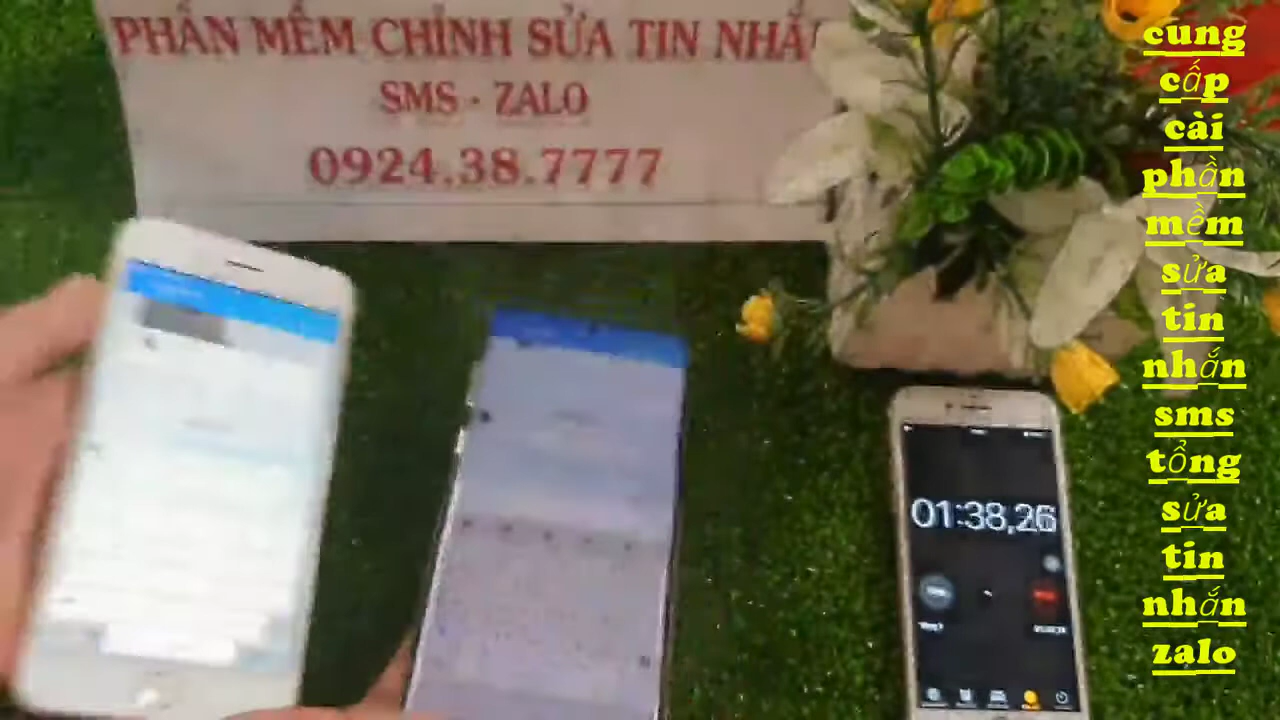 PHẦN MỀM CHỈNH SỬA TIN NHẮ
SMS - ZALO
0924.38.7777
01:38,26
cung
cấp
cài
phần
mềm
sửa
tin
nhắn
sms
tổng
sửa
tin
nhắn
zalo